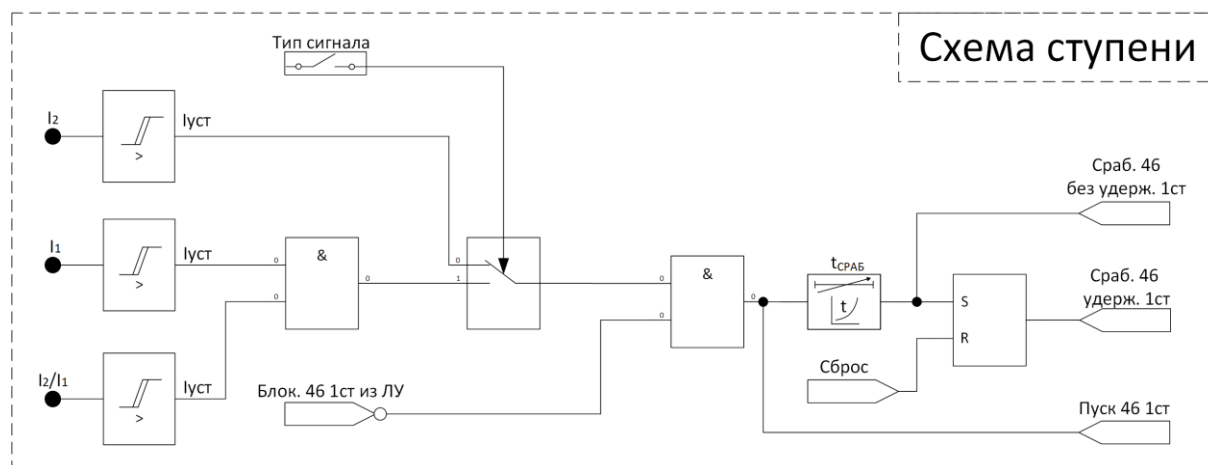 Схема ступени
Тип сигнала
I2
>
Iуст
I1
>
Iуст
I2/I1
>
Iуст
0
0
&
0
0
1
Блок. 46 1ст из ЛУ
0
0
&
0
tСРАБ
t
Сброс
S
R
Сраб. 46
без удерж. 1ст
Сраб. 46
удерж. 1ст
Пуск 46 1ст